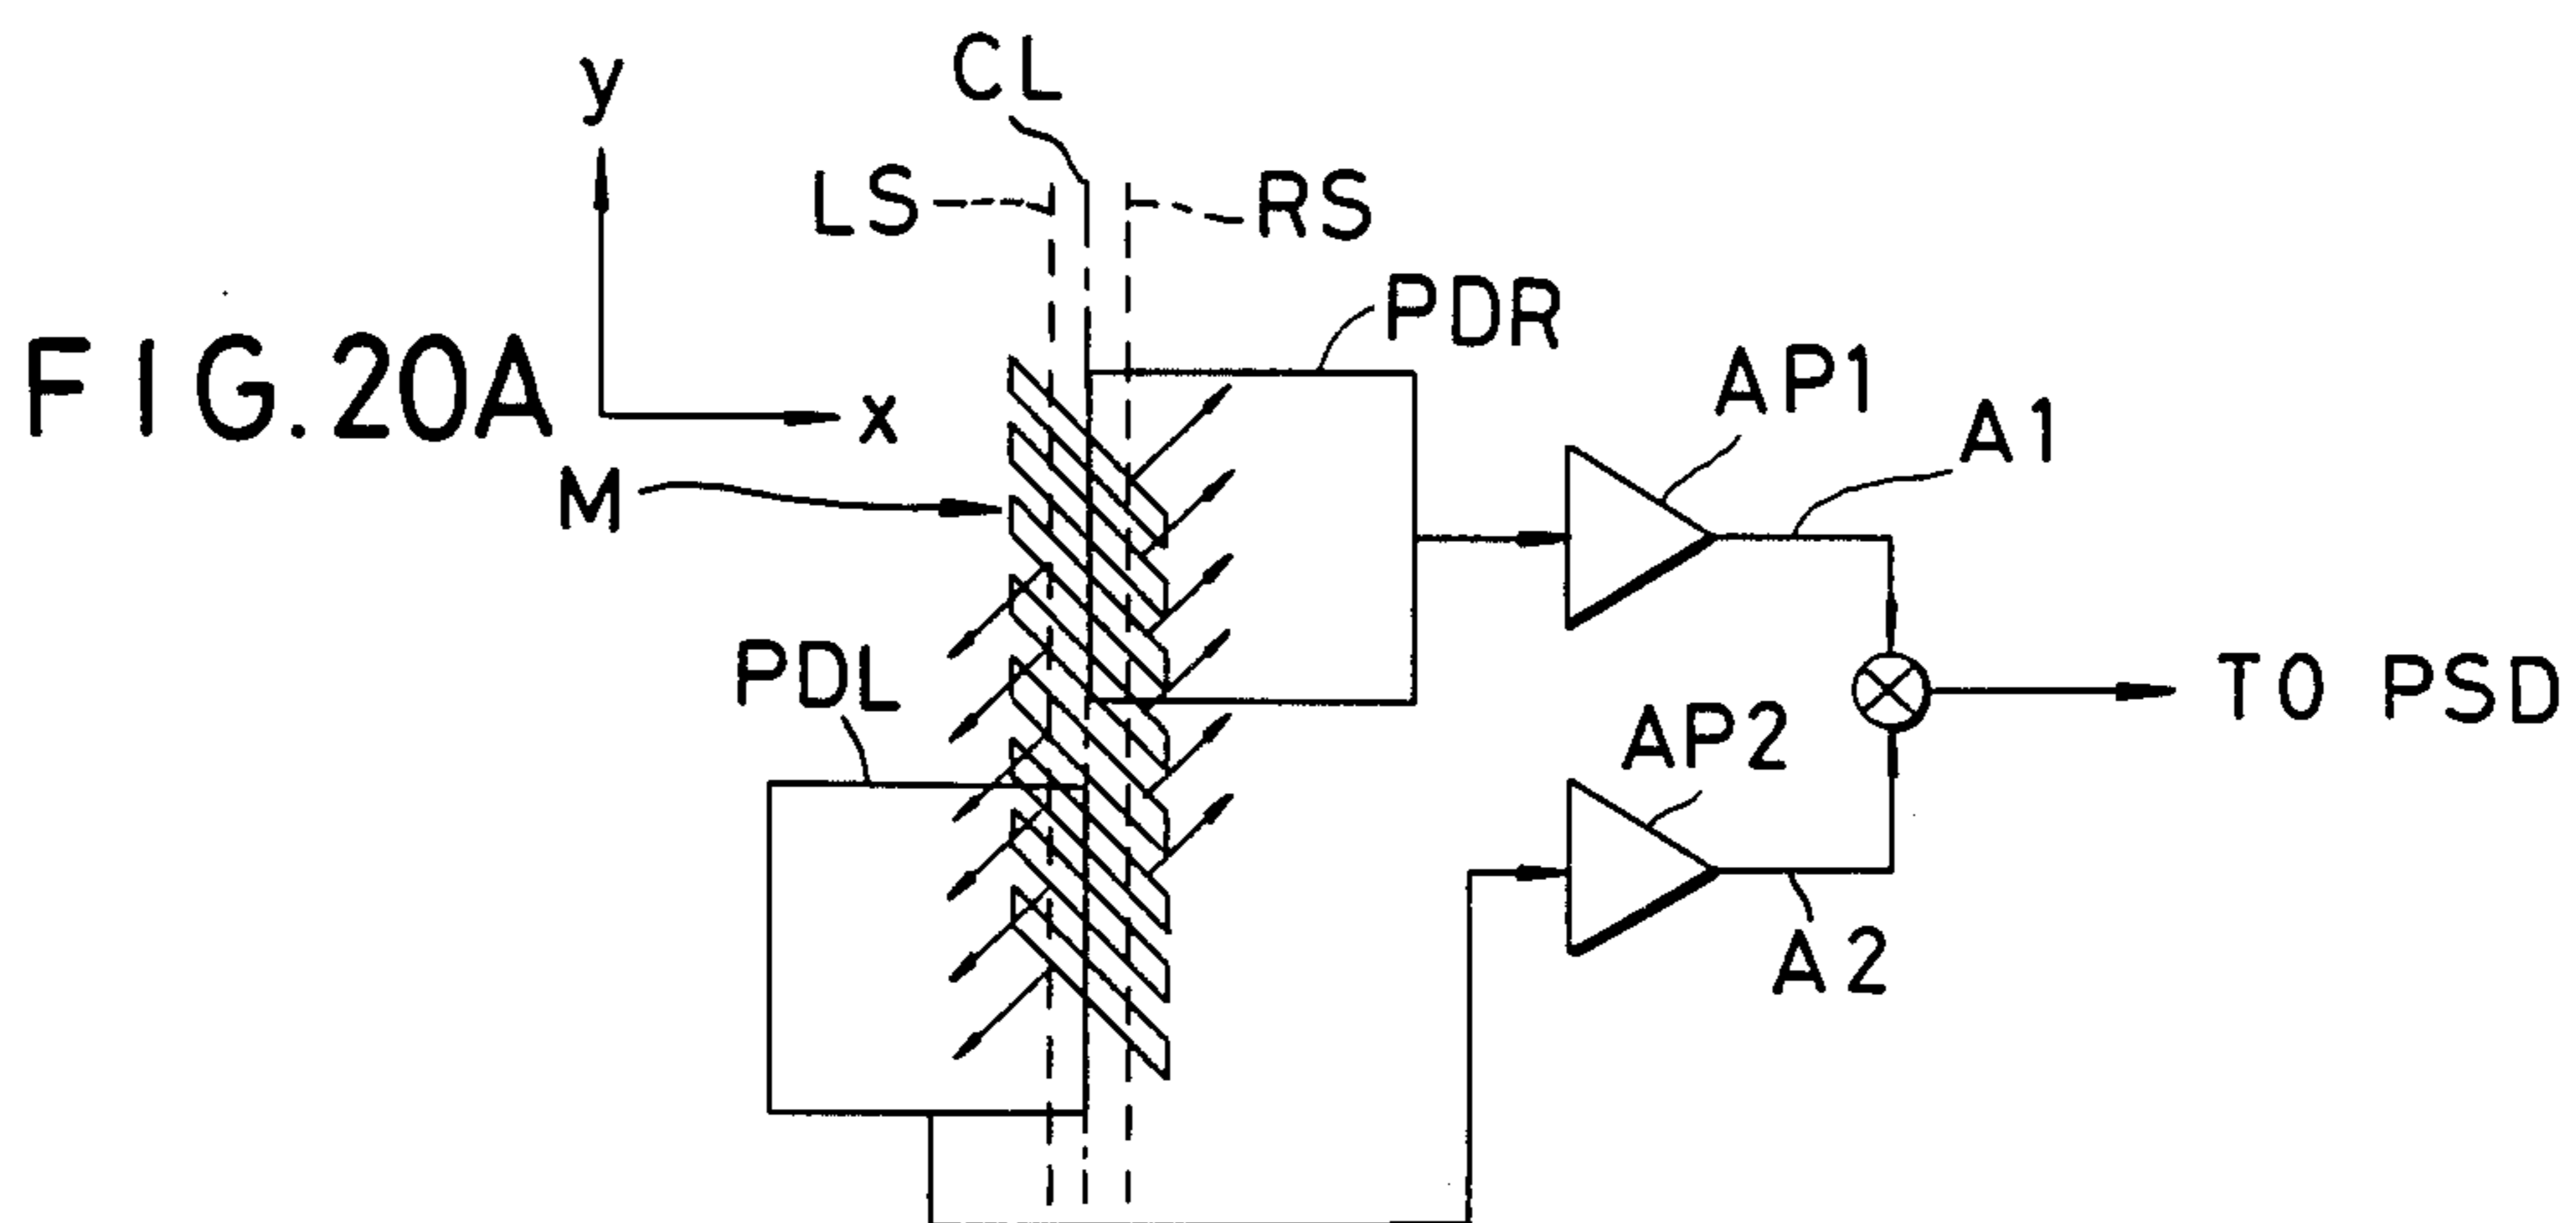 CL
y
LS
RS
PDR
FIG.20A
x
AP1
A1
M
PDL
TO PSD
AP2
A2